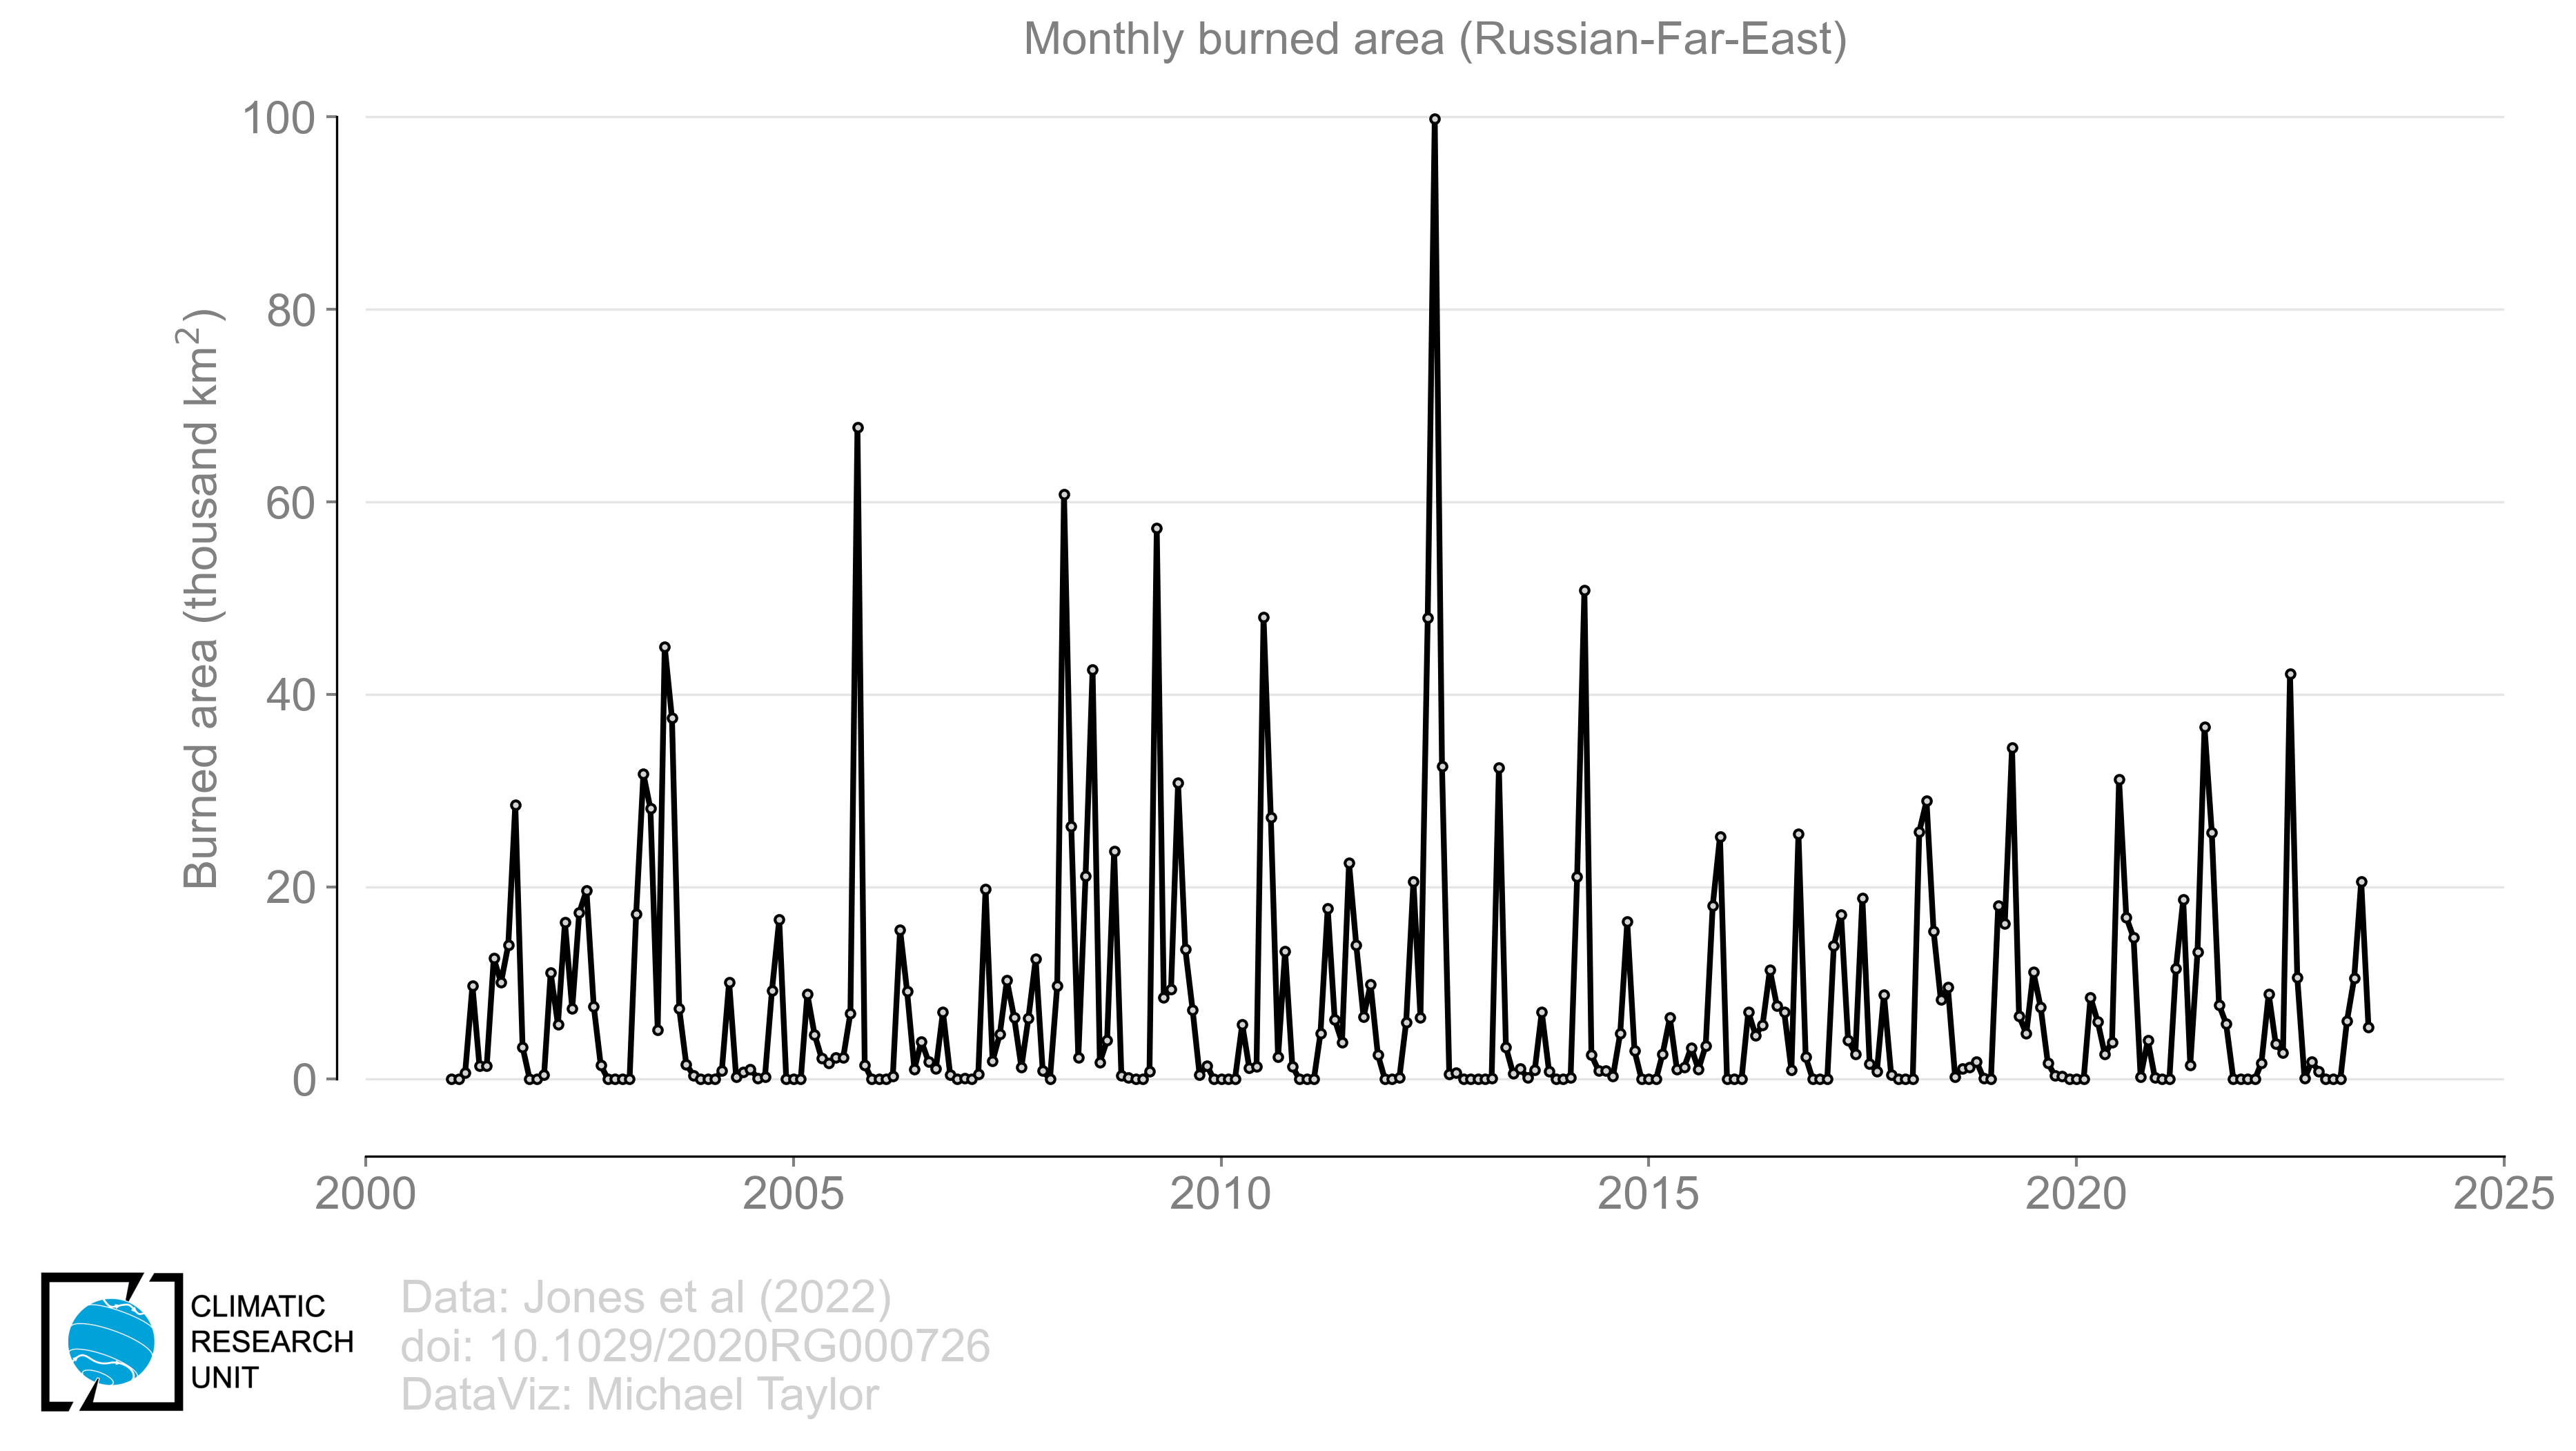 Monthly burned area (Russian-Far-East)
Burned area (thousand km²)
100
80
60
40
20
0
2000
2005
2010
2015
2020
2025
CLIMATIC
RESEARCH
UNIT
Data: Jones et al (2022)
doi: 10.1029/2020RG000726
DataViz: Michael Taylor